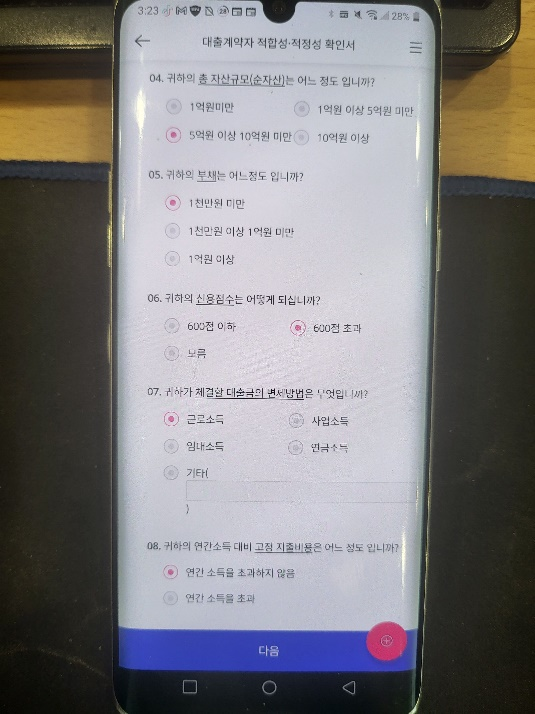 3:23
28%
대출계약자 적합성·적정성 확인서
04. 귀하의 총 자산규모(순자산)는 어느 정도 입니까?
1억원미만 1억원 이상 5억원 미만
5억원 이상 10억원 미만 10억원 이상
05. 귀하의 부채는 어느정도 입니까?
1천만원 미만
1천만원 이상 1억원 미만
1억원 이상
06. 귀하의 신용점수는 어떻게 되십니까?
600점 이하 600점 초과
모름
07. 귀하가 체결할 대출금의 변제방법은 무엇입니까?
근로소득 사업소득
임대소득 연금소득
기타(
)
08. 귀하의 연간소득 대비 고정 지출비용은 어느 정도 입니까?
연간 소득을 초과하지 않음
연간 소득을 초과
다음